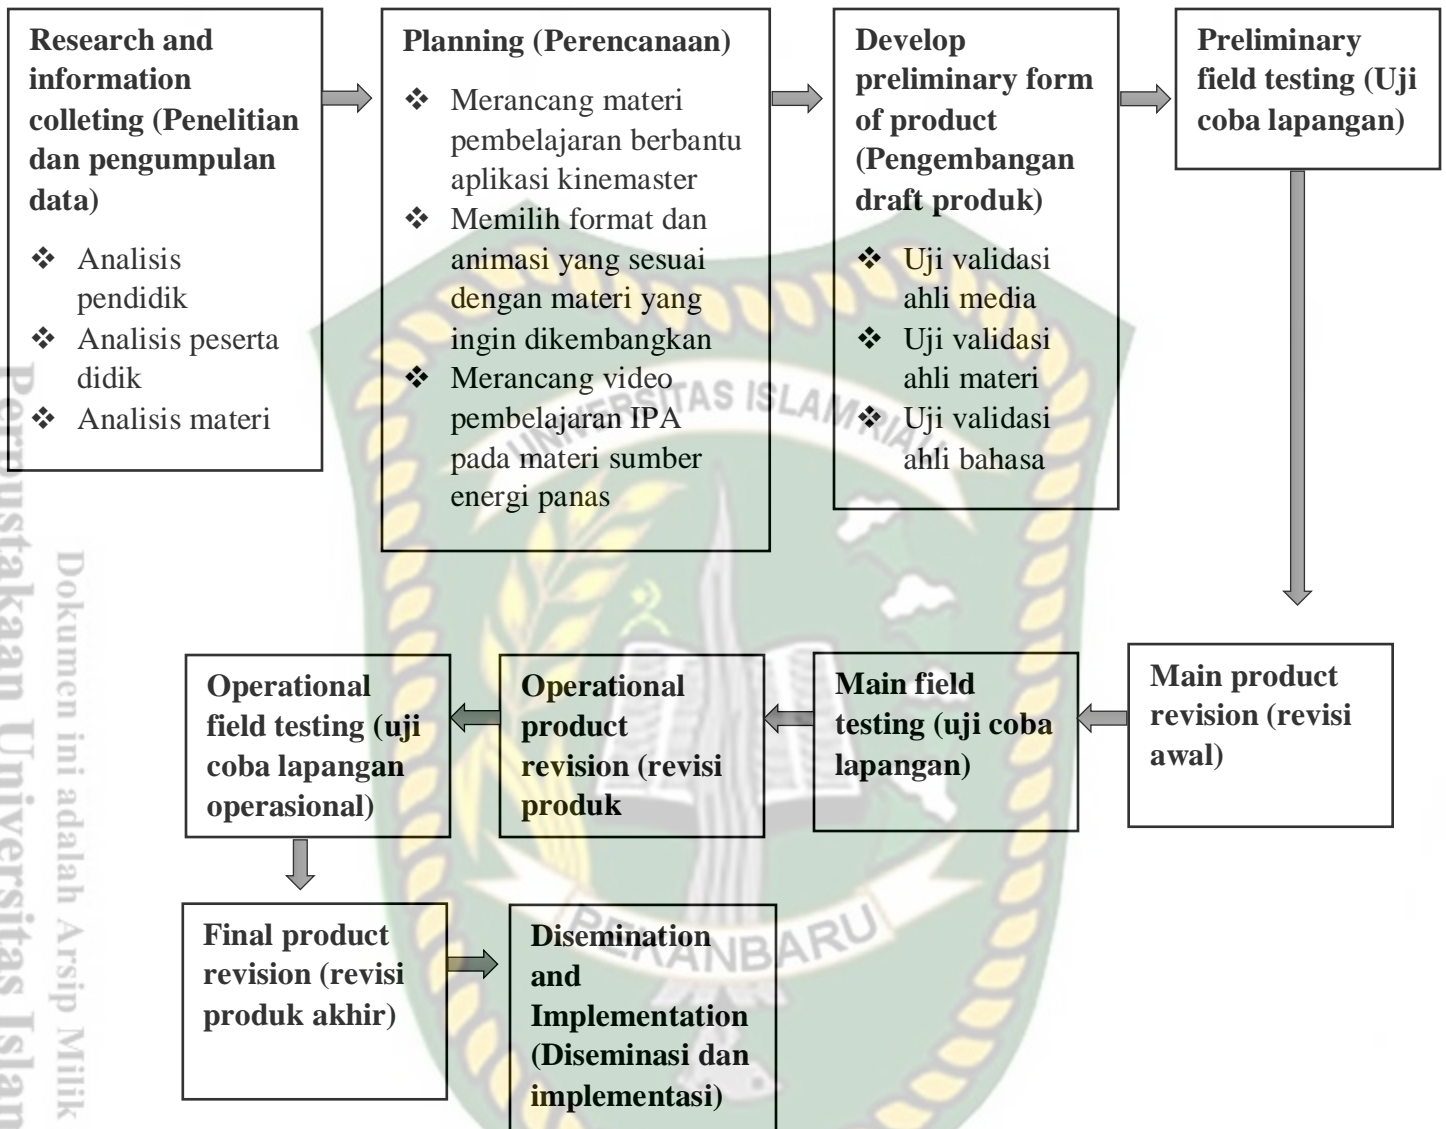 Research and
information
colleting (Penelitian
dan pengumpulan
data)
❖ Analisis
pendidik
❖ Analisis peserta
didik
❖ Analisis materi
Planning (Perencanaan)
❖ Merancang materi
pembelajaran berbantu
aplikasi kinemaster
❖ Memilih format dan
animasi yang sesuai
dengan materi yang
ingin dikembangkan
❖ Merancang video
pembelajaran IPA
pada materi sumber
energi panas
Develop
preliminary form
of product
(Pengembangan
draft produk)
❖ Uji validasi
ahli media
❖ Uji validasi
ahli materi
❖ Uji validasi
ahli bahasa
Preliminary
field testing (Uji
coba lapangan)
Main product
revision (revisi
awal)
Main field
testing (uji coba
lapangan)
Operational
product
revision (revisi
produk
Operational
field testing (uji
coba lapangan
operasional)
Final product
revision (revisi
produk akhir)
Disemination
and
Implementation
(Diseminasi dan
implementasi)
UNIVERSITAS ISLAM RIAU
PEKANBARU
Perpustakaan Universitas Islam
Dokumen ini adalah Arsip Milik